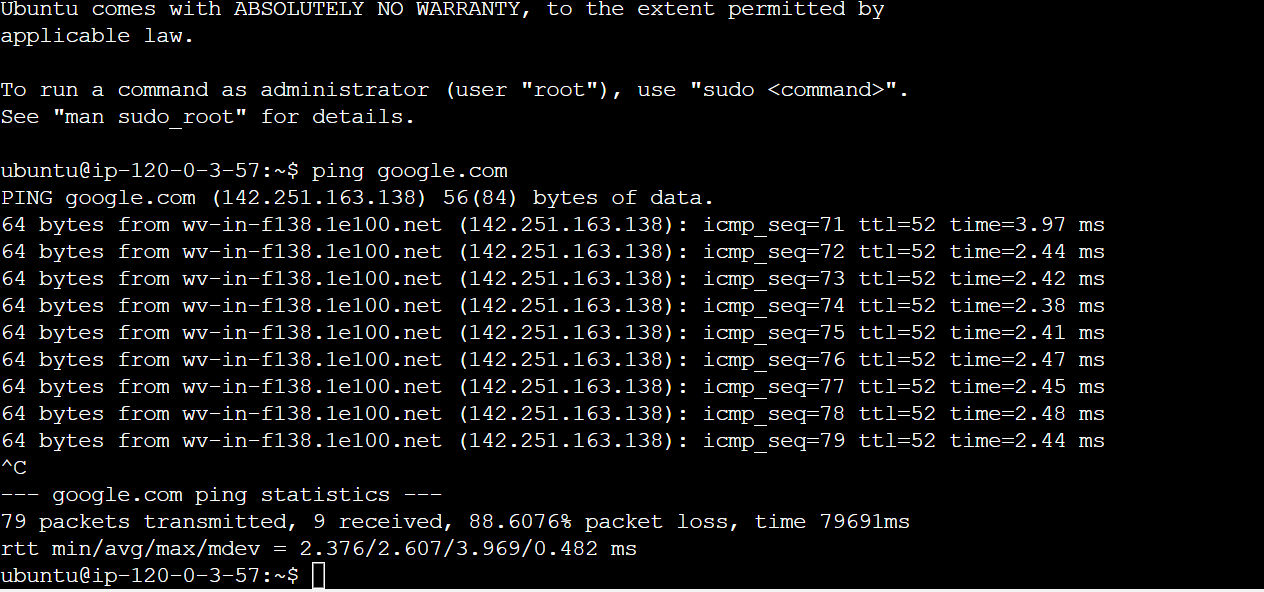 Ubuntu comes with ABSOLUTELY NO WARRANTY, to the extent permitted by
applicable law.
To run a command as administrator (user "root"), use "sudo <command>".
See "man sudo_root" for details.
ubuntu@ip-120-0-3-57:~$ ping google.com
PING google.com (142.251.163.138) 56(84) bytes of data.
64 bytes from wv-in-f138.1e100.net (142.251.163.138): icmp_seq=71 ttl=52 time=3.97 ms
64 bytes from wv-in-f138.1e100.net (142.251.163.138): icmp_seq=72 ttl=52 time=2.44 ms
64 bytes from wv-in-f138.1e100.net (142.251.163.138): icmp_seq=73 ttl=52 time=2.42 ms
64 bytes from wv-in-f138.1e100.net (142.251.163.138): icmp_seq=74 ttl=52 time=2.38 ms
64 bytes from wv-in-f138.1e100.net (142.251.163.138): icmp_seq=75 ttl=52 time=2.41 ms
64 bytes from wv-in-f138.1e100.net (142.251.163.138): icmp_seq=76 ttl=52 time=2.47 ms
64 bytes from wv-in-f138.1e100.net (142.251.163.138): icmp_seq=77 ttl=52 time=2.45 ms
64 bytes from wv-in-f138.1e100.net (142.251.163.138): icmp_seq=78 ttl=52 time=2.48 ms
64 bytes from wv-in-f138.1e100.net (142.251.163.138): icmp_seq=79 ttl=52 time=2.44 ms
^C
--- google.com ping statistics ---
79 packets transmitted, 9 received, 88.6076% packet loss, time 79691ms
rtt min/avg/max/mdev = 2.376/2.607/3.969/0.482 ms
ubuntu@ip-120-0-3-57:~$